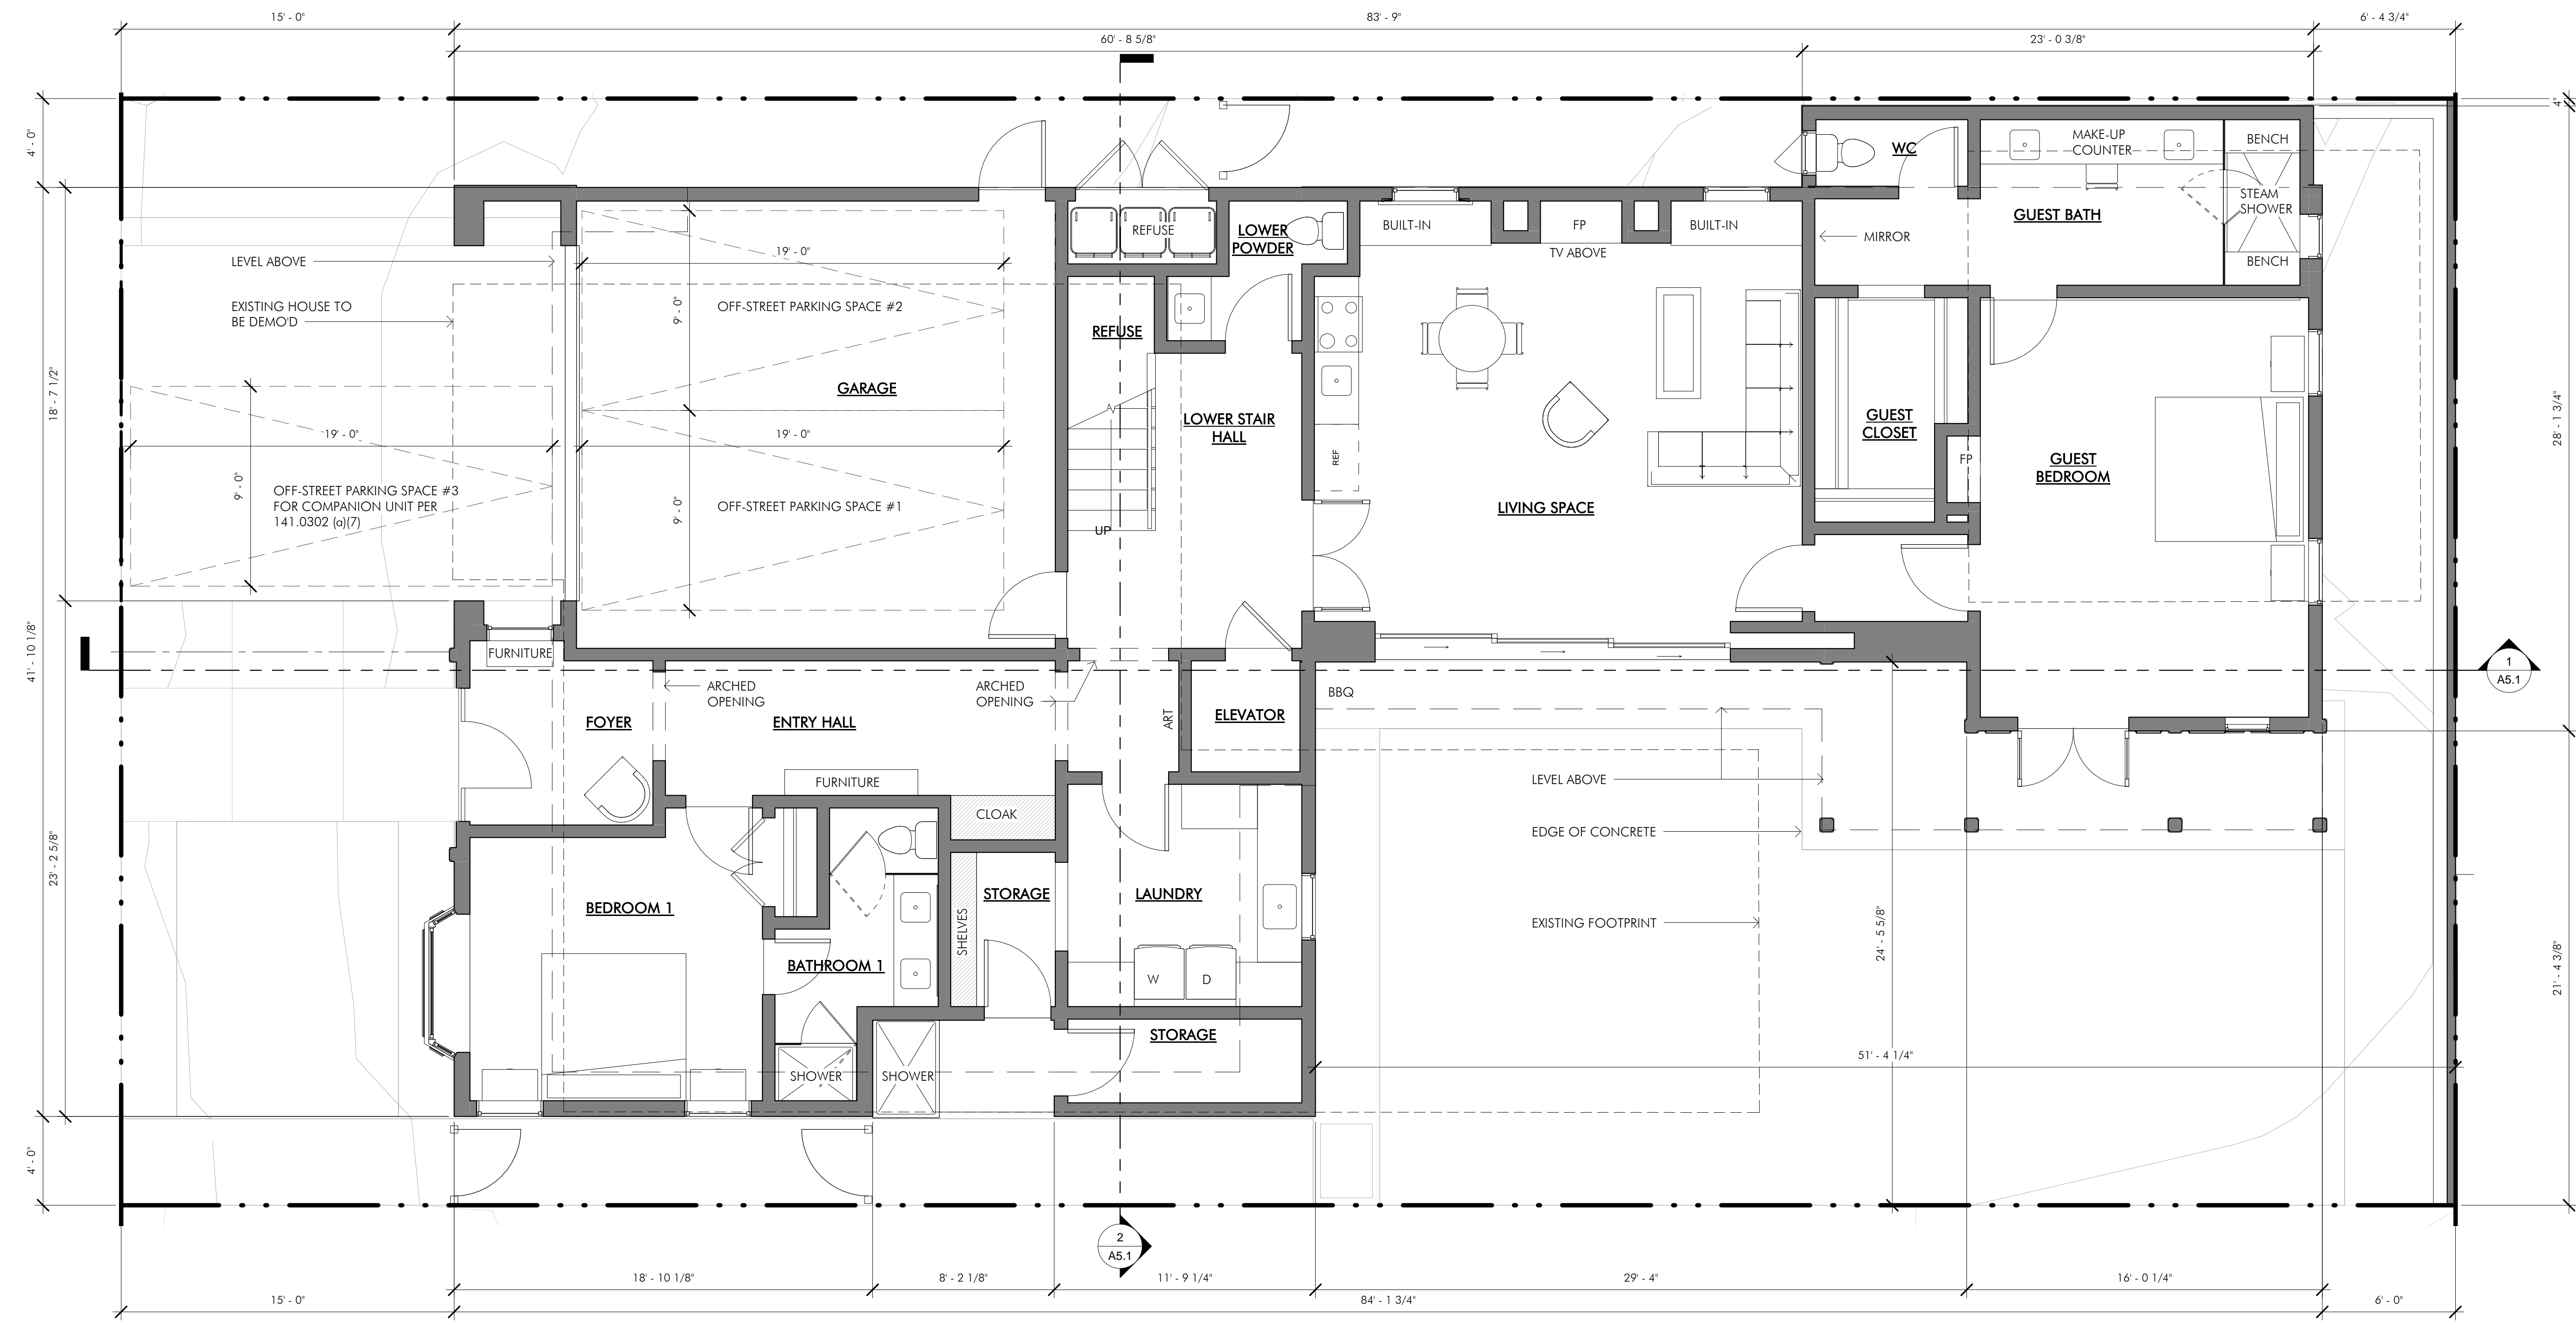 15' - 0"
83' - 9"
6' - 4 3/4"
60' - 8 5/8"
23' - 0 3/8"
4"
4' - 0"
18' - 7 1/2"
41' - 10 1/8"
23' - 2 5/8"
4' - 0"
LEVEL ABOVE
EXISTING HOUSE TO
BE DEMO'D
19' - 0"
9' - 0"
OFF-STREET PARKING SPACE #3
FOR COMPANION UNIT PER
141.0302 (a)(7)
19' - 0"
9' - 0"
OFF-STREET PARKING SPACE #2
GARAGE
19' - 0"
9' - 0"
OFF-STREET PARKING SPACE #1
REFUSE
LOWER
POWDER
REFUSE
LOWER STAIR
HALL
UP
BUILT-IN
FP
BUILT-IN
TV ABOVE
REF
LIVING SPACE
WC
MAKE-UP
COUNTER
BENCH
STEAM
SHOWER
GUEST BATH
MIRROR
BENCH
GUEST
CLOSET
FP
GUEST
BEDROOM
28' - 1 3/4"
FURNITURE
ARCHED
OPENING
ARCHED
OPENING
FOYER
ENTRY HALL
ART
ELEVATOR
BBQ
1
A5.1
FURNITURE
CLOAK
LEVEL ABOVE
EDGE OF CONCRETE
BEDROOM 1
STORAGE
LAUNDRY
SHELVES
EXISTING FOOTPRINT
24' - 5 5/8"
BATHROOM 1
W
D
21' - 4 3/8"
STORAGE
51' - 4 1/4"
SHOWER
SHOWER
2
A5.1
18' - 10 1/8"
8' - 2 1/8"
11' - 9 1/4"
29' - 4"
16' - 0 1/4"
15' - 0"
84' - 1 3/4"
6' - 0"